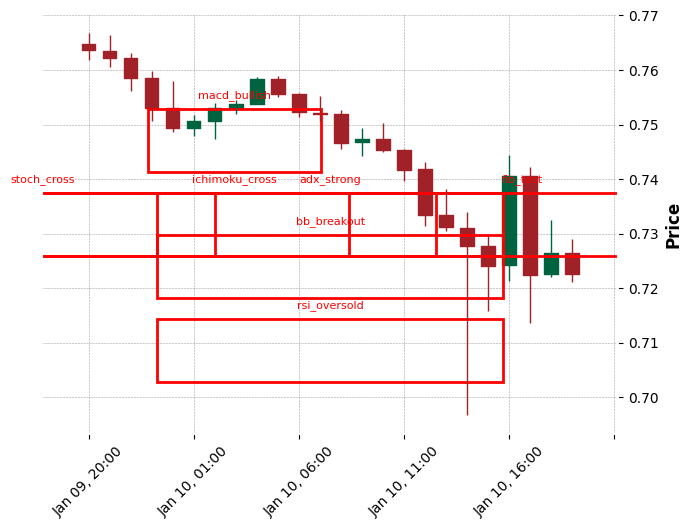 0.77
0.76
macd_bullish
0.75
stoch_cross
ichimoku_cross
adx_strong
0.74
bb_breakout
0.73
Price
0.72
rsi_oversold
0.71
0.70
Jan 09, 20:00
Jan 10, 01:00
Jan 10, 06:00
Jan 10, 11:00
Jan 10, 16:00